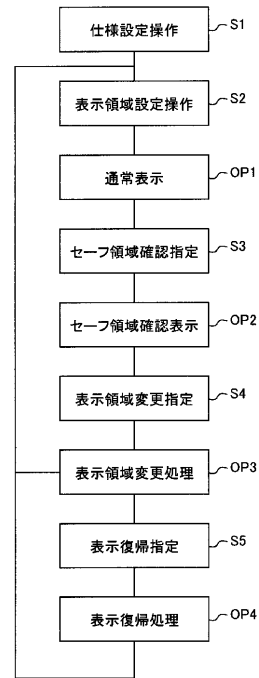 仕様設定操作 S1
表示領域設定操作 S2
通常表示 OP1
セーフ領域確認指定 S3
セーフ領域確認表示 OP2
表示領域変更指定 S4
表示領域変更処理 OP3
表示復帰指定 S5
表示復帰処理 OP4